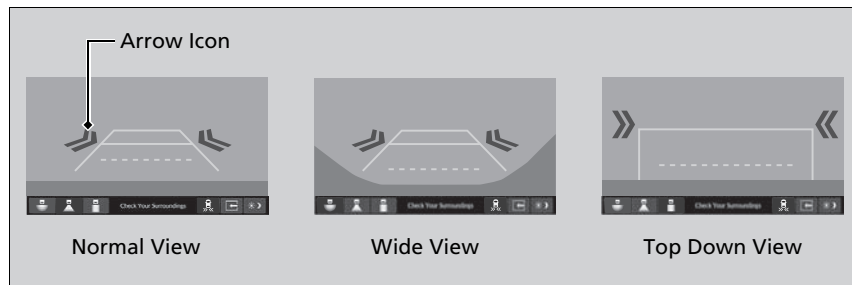 Arrow Icon
Check Your Surroundings
Check Your Surroundings
Check Your Surroundings
Normal View
Wide View
Top Down View